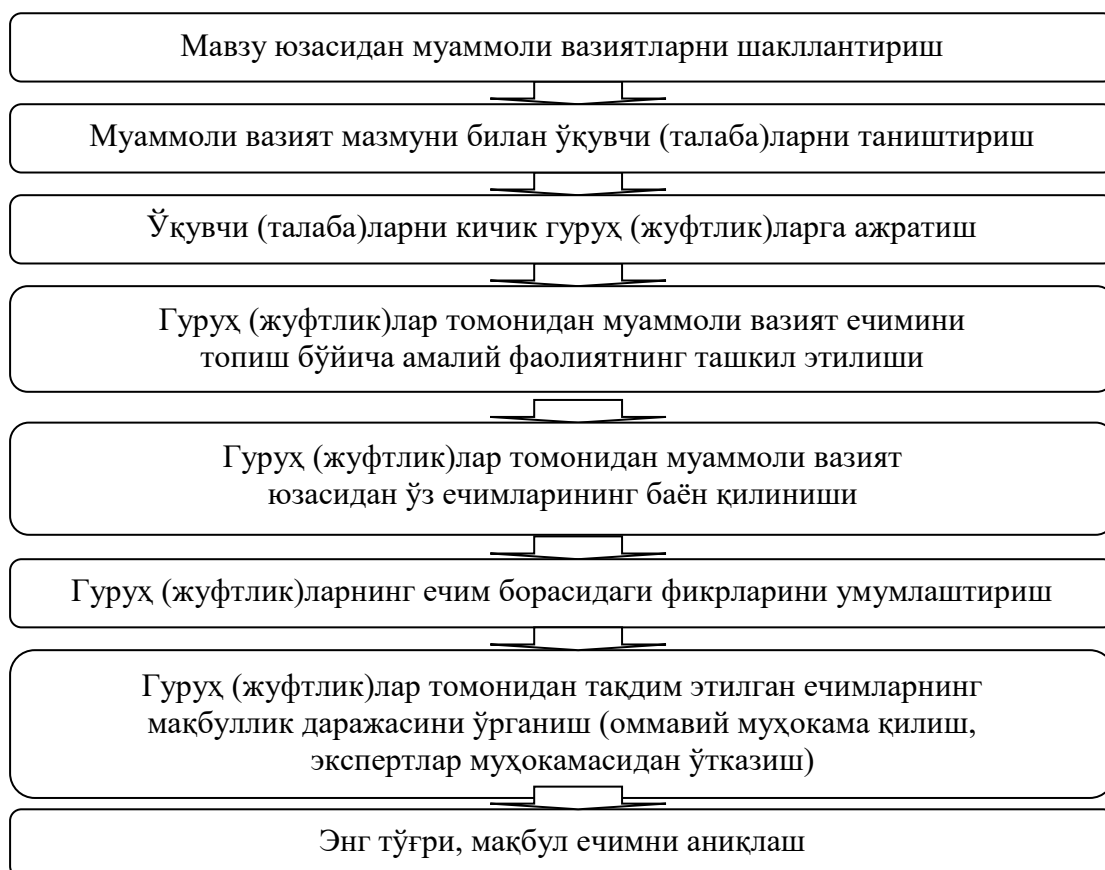 Мавзу юзасидан муаммоли вазиятларни шакллантириш
Муаммоли вазият мазмуни билан ўқувчи (талаба)ларни таништириш
Ўқувчи (талаба)ларни кичик гуруҳ (жуфтлик)ларга ажратиш
Гуруҳ (жуфтлик)лар томонидан муаммоли вазият ечимини
топиш бўйича амалий фаолиятнинг ташкил этилиши
Гуруҳ (жуфтлик)лар томонидан муаммоли вазият
юзасидан ўз ечимларининг баён қилиниши
Гуруҳ (жуфтлик)ларнинг ечим борасидаги фикрларини умумлаштириш
Гуруҳ (жуфтлик)лар томонидан тақдим этилган ечимларнинг
мақбуллик даражасини ўрганиш (оммавий муҳокама қилиш,
экспертлар муҳокамасидан ўтказиш)
Энг тўғри, мақбул ечимни аниқлаш